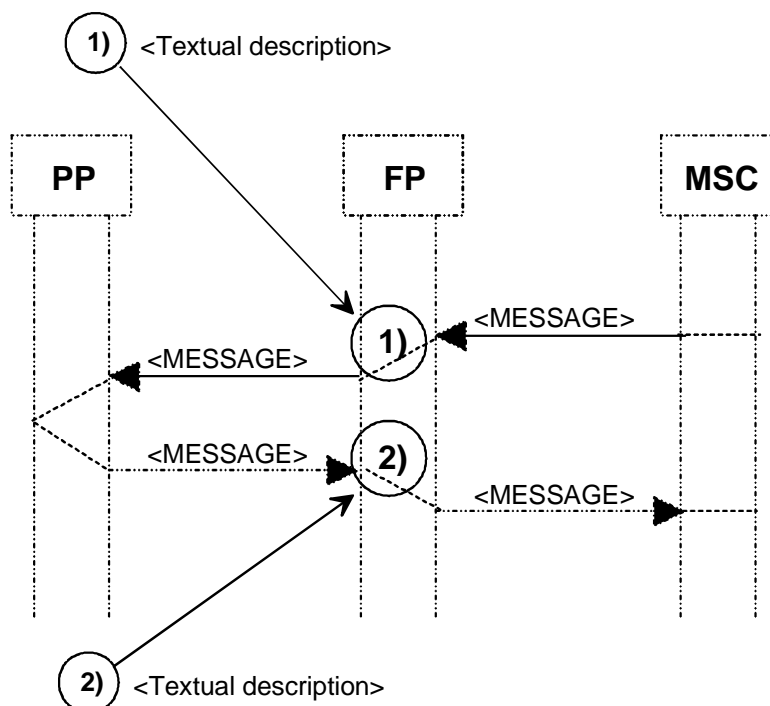 1) <Textual description>
PP FP MSC
<MESSAGE>
1)
<MESSAGE>
<MESSAGE>
2)
<MESSAGE>
2) <Textual description>